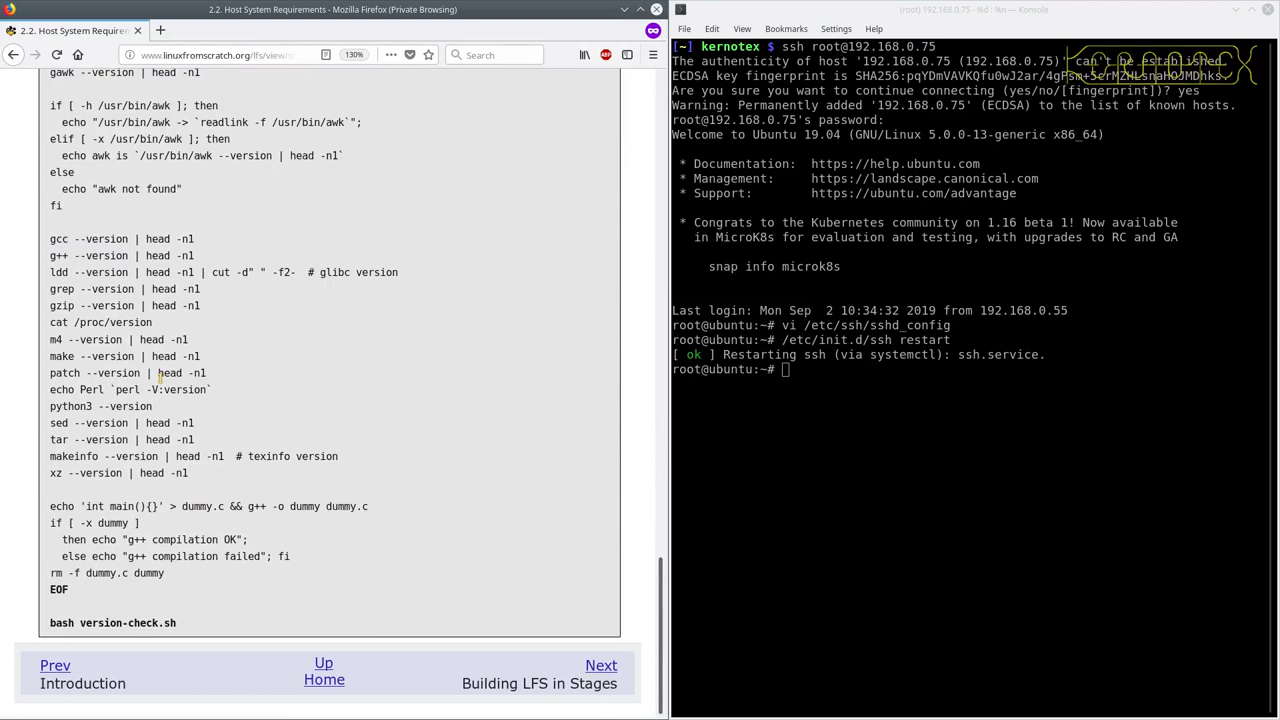 2.2. Host System Requirements - Mozilla Firefox (Private Browsing)
2.2. Host System Requiremen
www.linuxfromscratch.org/lfs/view/s
130%
Search
ABP
gawk --version | head -n1
if [ -h /usr/bin/awk ]; then
echo "/usr/bin/awk -> `readlink -f /usr/bin/awk`";
elif [ -x /usr/bin/awk ]; then
echo awk is `/usr/bin/awk --version | head -n1`
else
echo "awk not found"
fi
gcc --version | head -n1
g++ --version | head -n1
ldd --version | head -n1 | cut -d" " -f2-  # glibc version
grep --version | head -n1
gzip --version | head -n1
cat /proc/version
m4 --version | head -n1
make --version | head -n1
patch --version | head -n1
echo Perl `perl -V:version`
python3 --version
sed --version | head -n1
tar --version | head -n1
makeinfo --version | head -n1  # texinfo version
xz --version | head -n1
echo 'int main(){}' > dummy.c && g++ -o dummy dummy.c
if [ -x dummy ]
then echo "g++ compilation OK";
else echo "g++ compilation failed"; fi
rm -f dummy.c dummy
EOF
bash version-check.sh
Prev
Introduction
Up
Home
Next
Building LFS in Stages
(root) 192.168.0.75 - %d : %n — Konsole
File Edit View Bookmarks Settings Help
[~] kernotex $ ssh root@192.168.0.75
The authenticity of host '192.168.0.75 (192.168.0.75)' can't be established.
ECDSA key fingerprint is
Are you sure you want to continue connecting (yes/no/[fingerprint])? yes
Warning: Permanently added '192.168.0.75' (ECDSA) to the list of known hosts.
root@192.168.0.75's password:
Welcome to Ubuntu 19.04 (GNU/Linux 5.0.0-13-generic x86_64)
* Documentation:  https://help.ubuntu.com
* Management:     https://landscape.canonical.com
* Support:        https://ubuntu.com/advantage
* Congrats to the Kubernetes community on 1.16 beta 1! Now available
in MicroK8s for evaluation and testing, with upgrades to RC and GA
snap info microk8s
Last login: Mon Sep  2 10:34:32 2019 from 192.168.0.55
root@ubuntu:~# vi /etc/ssh/sshd_config
root@ubuntu:~# /etc/init.d/ssh restart
[ ok ] Restarting ssh (via systemctl): ssh.service.
root@ubuntu:~#